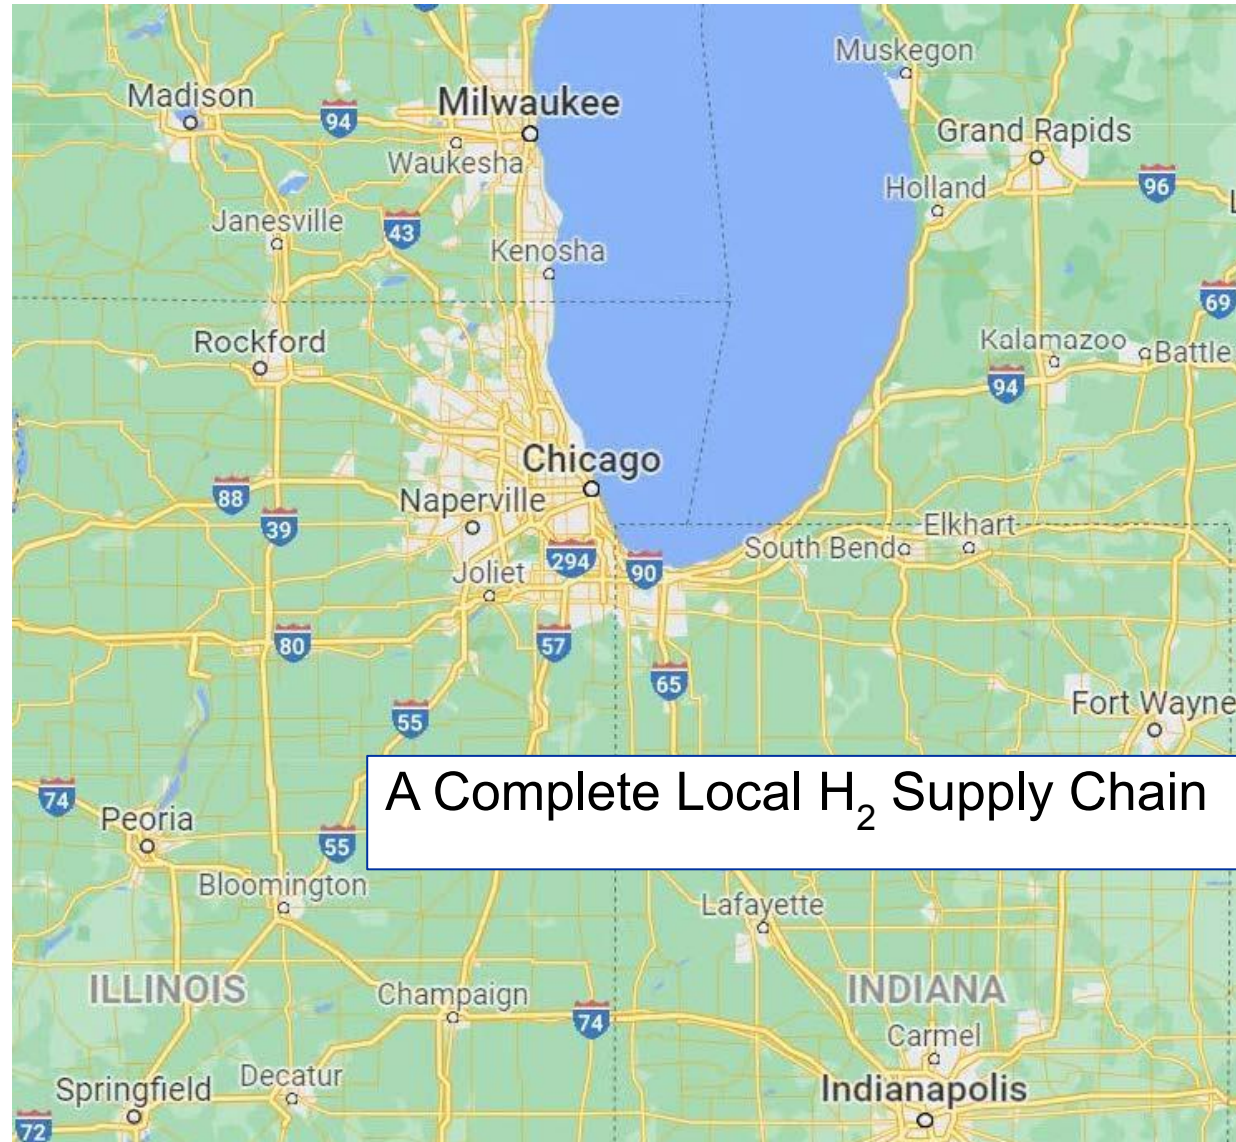 Muskegon
Madison
Milwaukee
94
Grand Rapids
Waukesha
96
Holland
L
Janesville
43
Kenosha
69
Rockford
Kalamazoo
Battle
94
Chicago
88
Naperville
39
Elkhart
South Bend
294
90
Joliet
80
57
65
Fort Wayne
55
A Complete Local H₂ Supply Chain
74
Peoria
55
Bloomington
Lafayette
ILLINOIS
Champaign
INDIANA
74
Carmel
Springfield
Decatur
Indianapolis
72